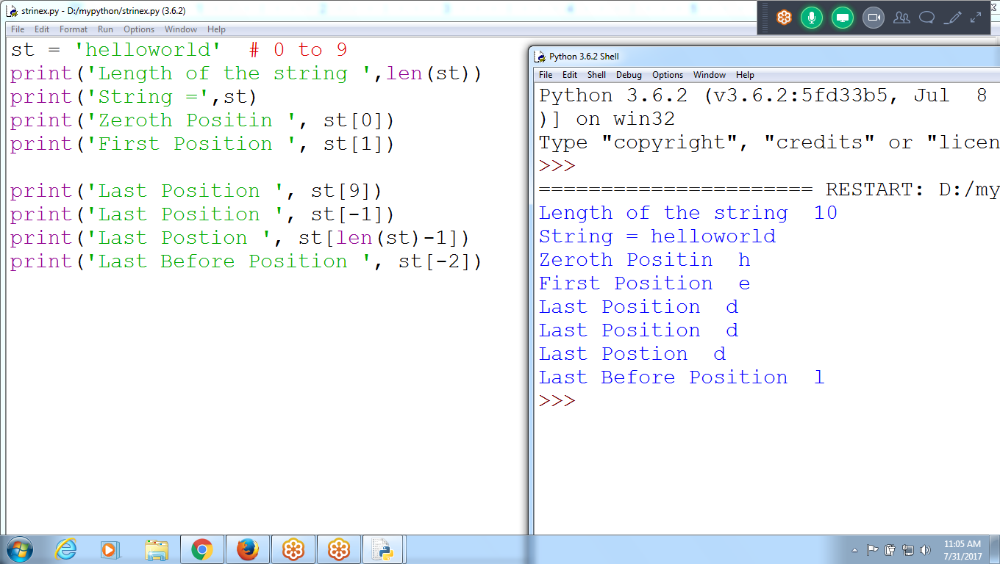 strinex.py - D:/mypython/strinex.py (3.6.2)
File Edit Format Run Options Window Help
st = 'helloworld'  # 0 to 9
print('Length of the string ',len(st))
print('String =',st)
print('Zeroth Positin ', st[0])
print('First Position ', st[1])
print('Last Position ', st[9])
print('Last Position ', st[-1])
print('Last Postion ', st[len(st)-1])
print('Last Before Position ', st[-2])
Python 3.6.2 Shell
File Edit Shell Debug Options Window Help
Python 3.6.2 (v3.6.2:5fd33b5, Jul  8
)] on win32
Type "copyright", "credits" or "licen
>>>
====================== RESTART: D:/my
Length of the string  10
String = helloworld
Zeroth Positin  h
First Position  e
Last Position  d
Last Position  d
Last Postion  d
Last Before Position  l
>>>
11:05 AM
7/31/2017